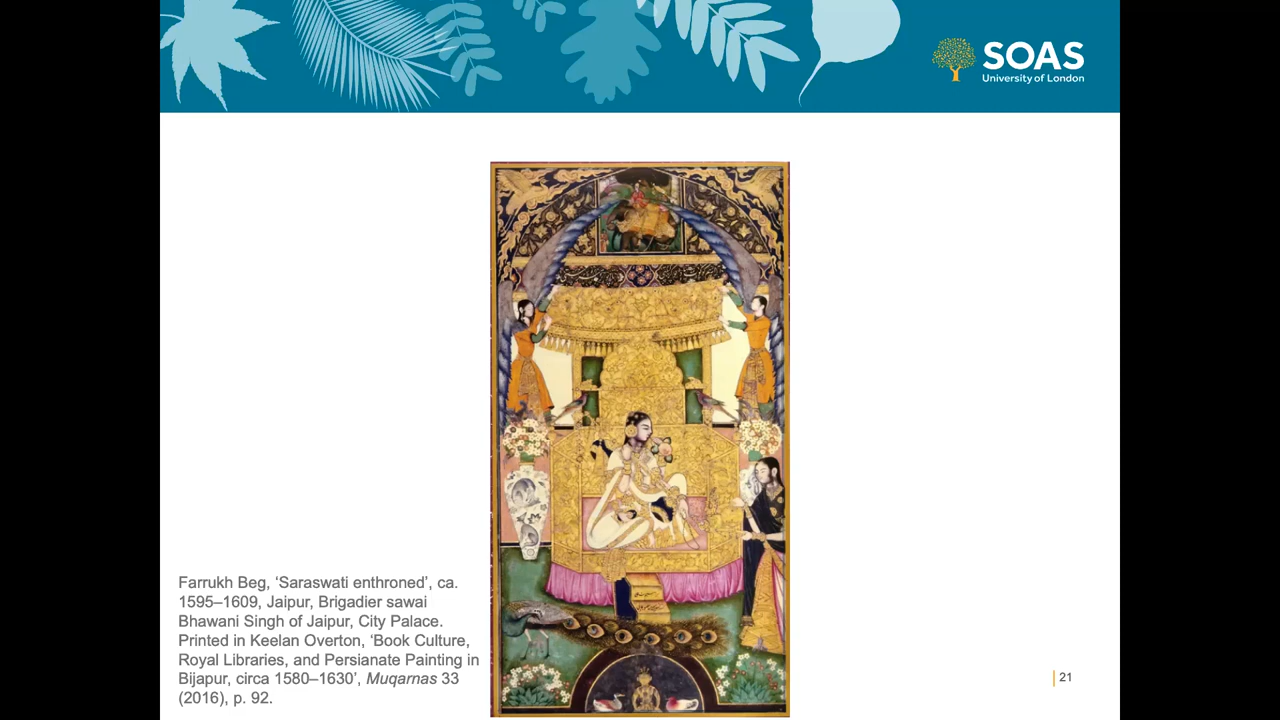 SOAS
University of London
Farrukh Beg, ‘Saraswati enthroned’, ca.
1595–1609, Jaipur, Brigadier sawai
Bhawani Singh of Jaipur, City Palace.
Printed in Keelan Overton, ‘Book Culture,
Royal Libraries, and Persianate Painting in
Bijapur, circa 1580–1630’, Muqarnas 33
(2016), p. 92.
21